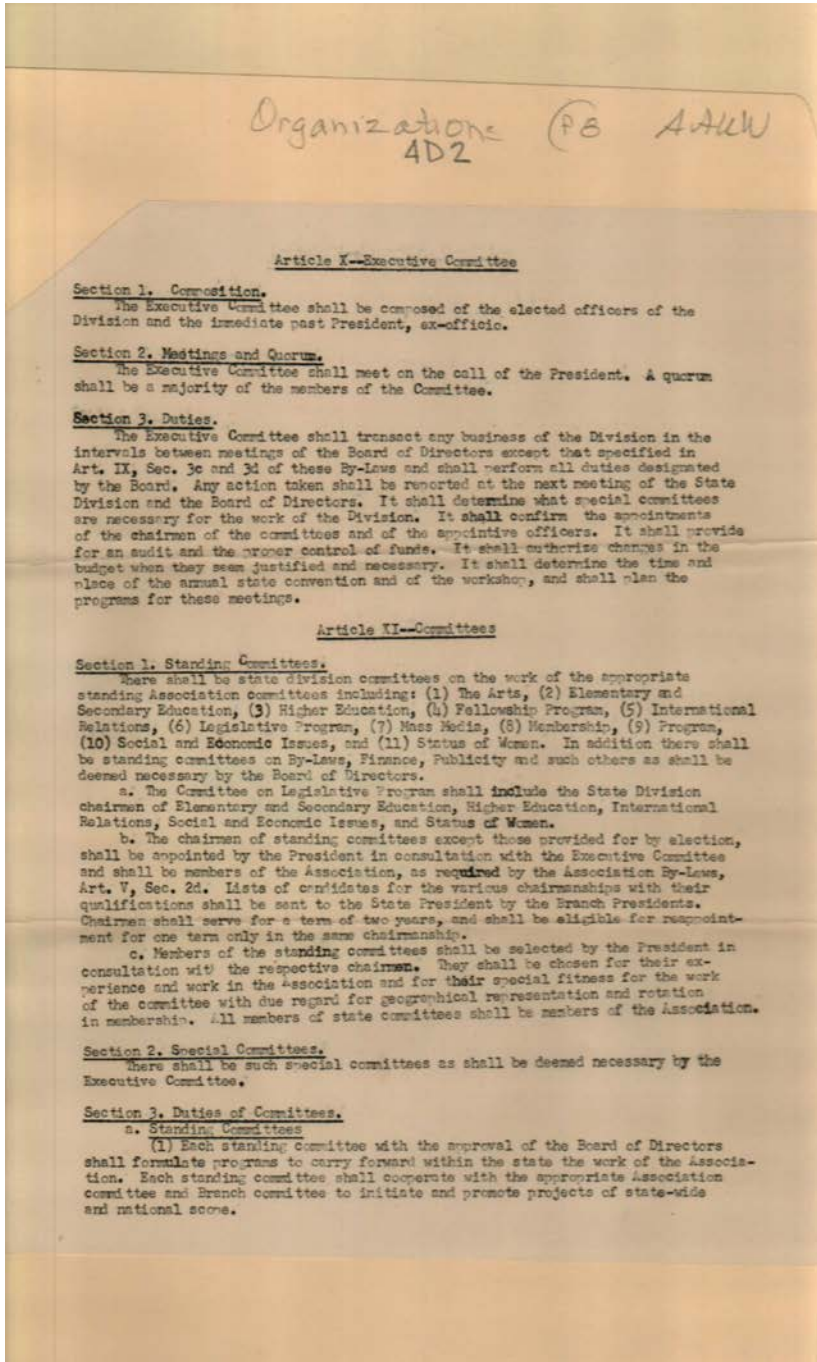 Organizations P8 AAUW
4D2
Article X--Executive Committee
Section 1. Composition.
The Executive Committee shall be composed of the elected officers of the
Division and the immediate past President, ex-officio.
Section 2. Meetings and Quorum.
The Executive Committee shall meet on the call of the President. A quorum
shall be a majority of the members of the Committee.
Section 3. Duties.
The Executive Committee shall transact any business of the Division in the
intervals between meetings of the Board of Directors except that specified in
Art. IX, Sec. 3c and 3d of these By-Laws and shall perform all duties designated
by the Board. Any action taken shall be reported at the next meeting of the State
Division and the Board of Directors. It shall determine what special committees
are necessary for the work of the Division. It shall confirm the appointments
of the chairmen of the committees and of the appointive officers. It shall provide
for an audit and the proper control of funds. It shall authorize changes in the
budget when they seem justified and necessary. It shall determine the time and
place of the annual state convention and of the workshop, and shall plan the
programs for these meetings.
Article XI--Committees
Section 1. Standing Committees.
There shall be state division committees on the work of the appropriate
standing Association committees including: (1) The Arts, (2) Elementary and
Secondary Education, (3) Higher Education, (4) Fellowship Program, (5) International
Relations, (6) Legislative Program, (7) Mass Media, (8) Membership, (9) Program,
(10) Social and Economic Issues, and (11) Status of Women. In addition there shall
be standing committees on By-Laws, Finance, Publicity and such others as shall be
deemed necessary by the Board of Directors.
a. The Committee on Legislative Program shall include the State Division
chairmen of Elementary and Secondary Education, Higher Education, International
Relations, Social and Economic Issues, and Status of Women.
b. The chairmen of standing committees except those provided for by election,
shall be appointed by the President in consultation with the Executive Committee
and shall be members of the Association, as required by the Association By-Laws,
Art. V, Sec. 2d. Lists of candidates for the various chairmanships with their
qualifications shall be sent to the State President by the Branch Presidents.
Chairmen shall serve for a term of two years, and shall be eligible for reappoint-
ment for one term only in the same chairmanship.
c. Members of the standing committees shall be selected by the President in
consultation with the respective chairmen. They shall be chosen for their ex-
perience and work in the Association and for their special fitness for the work
of the committee with due regard for geographical representation and rotation
in membership. All members of state committees shall be members of the Association.
Section 2. Special Committees.
There shall be such special committees as shall be deemed necessary by the
Executive Committee.
Section 3. Duties of Committees.
a. Standing Committees
(1) Each standing committee with the approval of the Board of Directors
shall formulate programs to carry forward within the state the work of the Associa-
tion. Each standing committee shall cooperate with the appropriate Association
committee and Branch committee to initiate and promote projects of state-wide
and national scope.